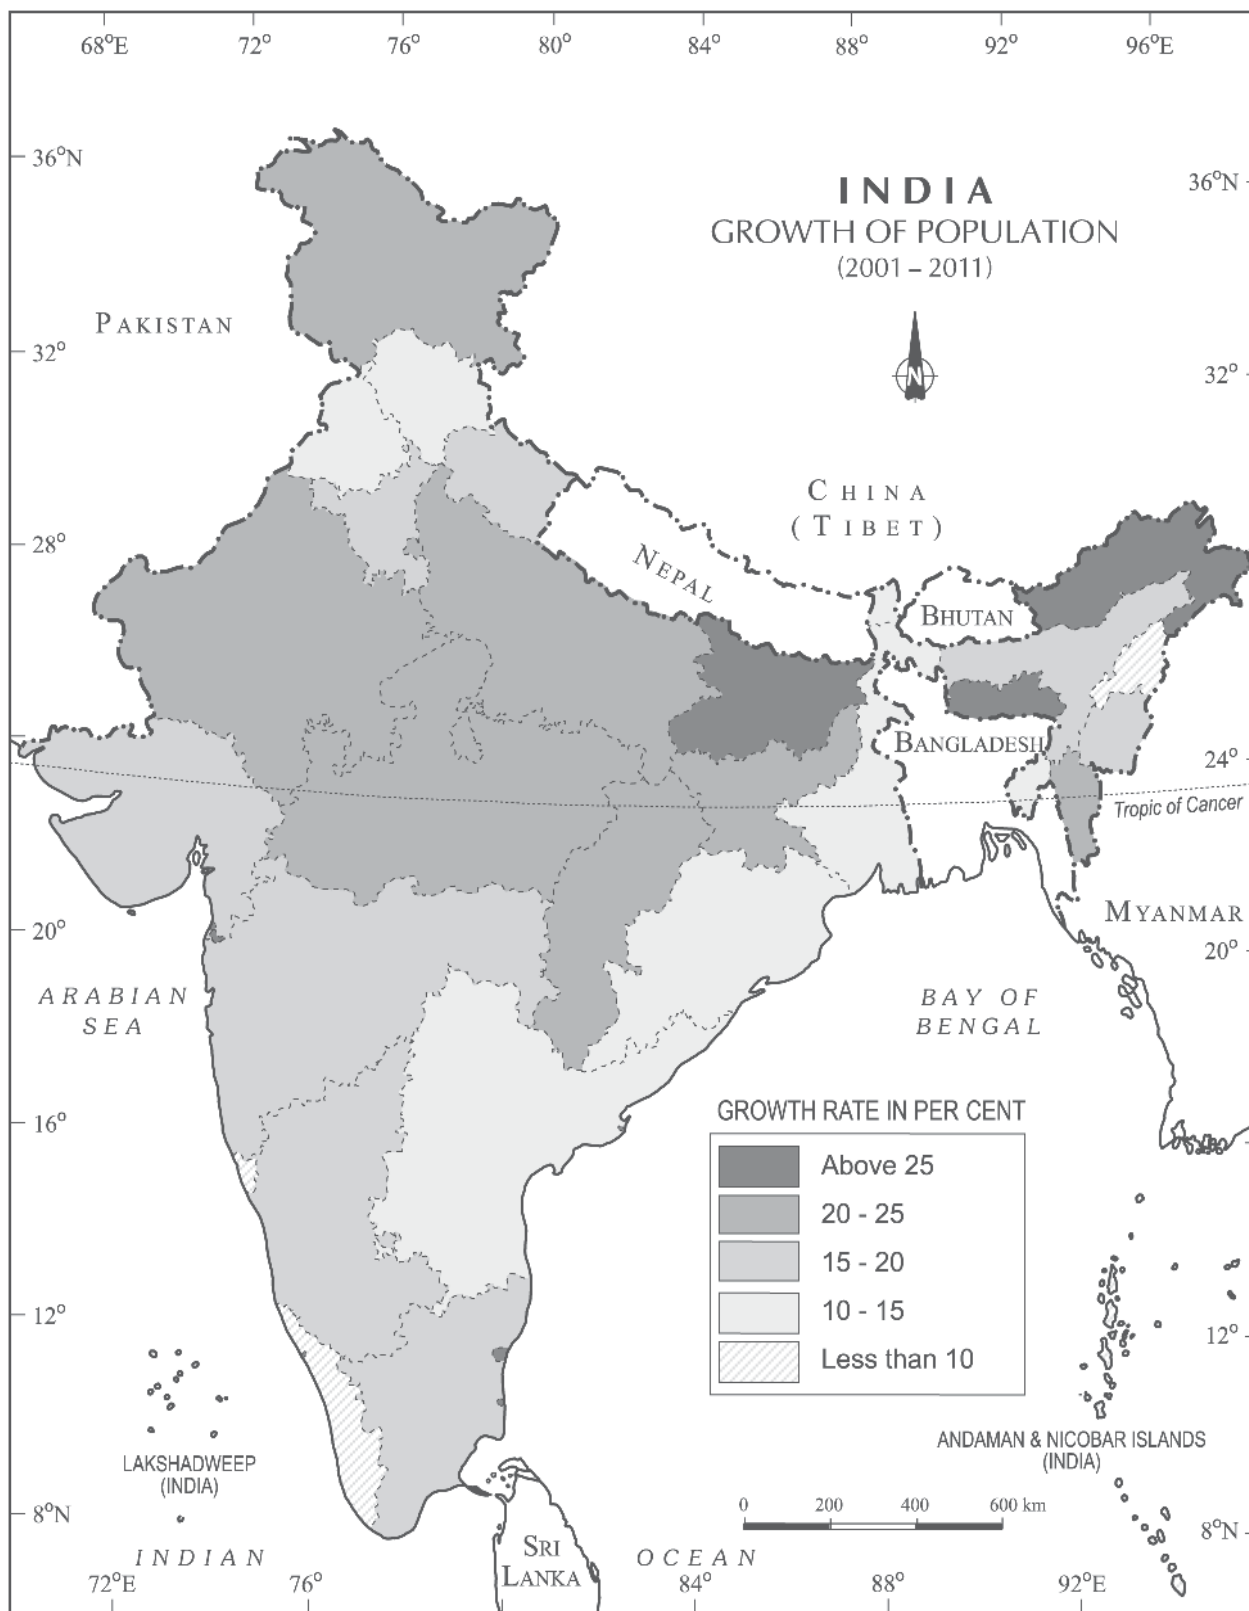 68°E 72° 76° 80° 84° 88° 92° 96°E
36°N
INDIA
36°N
GROWTH OF POPULATION
(2001 – 2011)
PAKISTAN
32°
N
32°
CHINA
(TIBET)
28°
NEPAL
BHUTAN
BANGLADESH
24°
Tropic of Cancer
MYANMAR
20°
20°
ARABIAN
SEA
BAY OF
BENGAL
16°
GROWTH RATE IN PER CENT
Above 25
20 - 25
15 - 20
10 - 15
Less than 10
12°
12°
LAKSHADWEEP
(INDIA)
ANDAMAN & NICOBAR ISLANDS
(INDIA)
8°N
0 200 400 600 km
8°N
SRI
LANKA
INDIAN OCEAN
72°E 76° 84° 88° 92°E